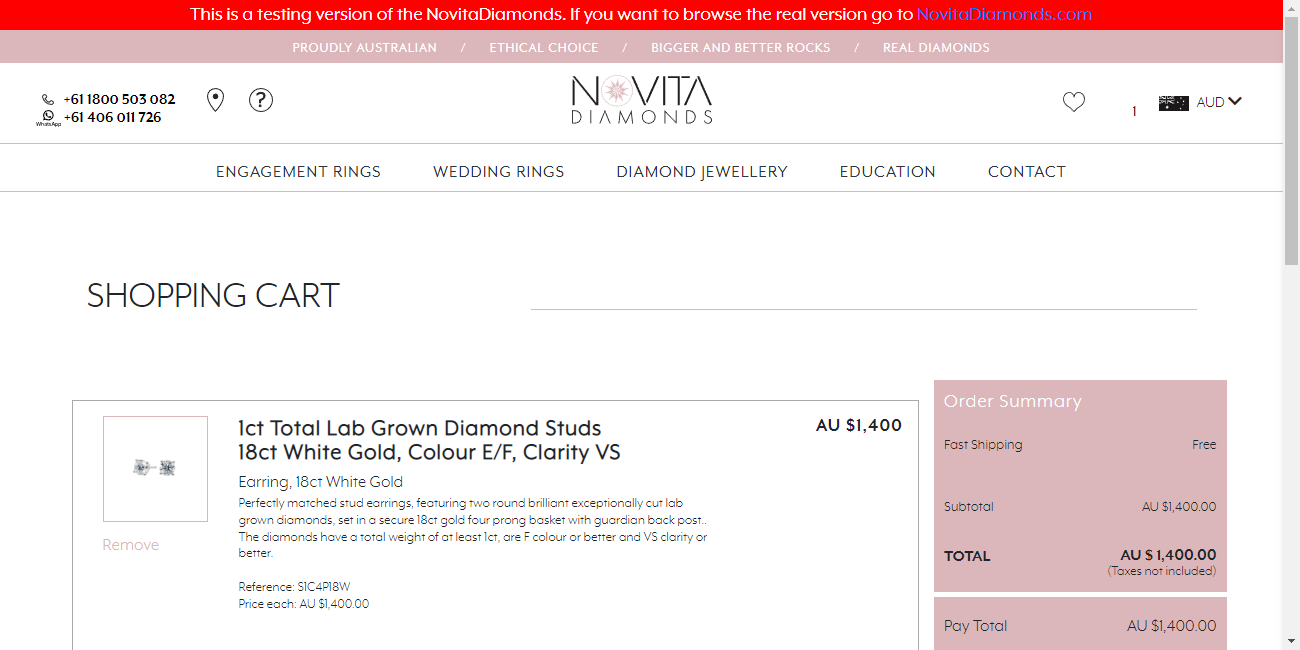 This is a testing version of the NovitaDiamonds. If you want to browse the real version go to NovitaDiamonds.com
PROUDLY AUSTRALIAN / ETHICAL CHOICE / BIGGER AND BETTER ROCKS / REAL DIAMONDS
+61 1800 503 082
WhatsApp +61 406 011 726
?
NOVITA
DIAMONDS
1
AUD
ENGAGEMENT RINGS WEDDING RINGS DIAMOND JEWELLERY EDUCATION CONTACT
SHOPPING CART
1ct Total Lab Grown Diamond Studs
18ct White Gold, Colour E/F, Clarity VS
AU $1,400
Earring, 18ct White Gold
Perfectly matched stud earrings, featuring two round brilliant exceptionally cut lab
grown diamonds, set in a secure 18ct gold four prong basket with guardian back post..
The diamonds have a total weight of at least 1ct, are F colour or better and VS clarity or
better.
Remove
Reference: S1C4P18W
Price each: AU $1,400.00
Order Summary
Fast Shipping Free
Subtotal AU $1,400.00
TOTAL AU $ 1,400.00
(Taxes not included)
Pay Total AU $1,400.00